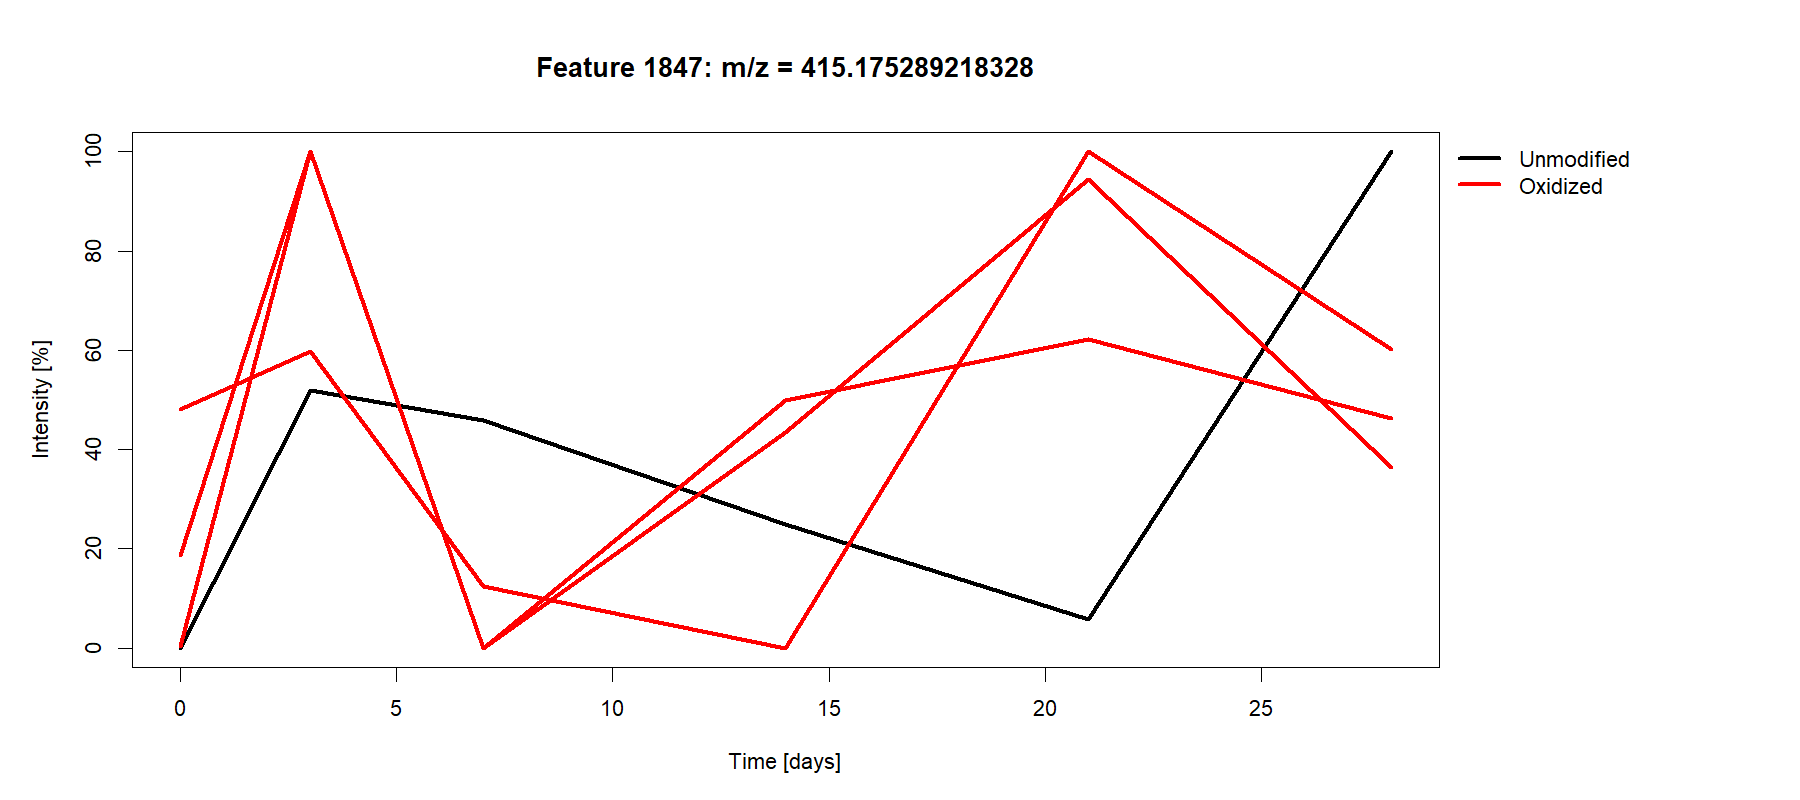 Feature 1847: m/z = 415.175289218328
Unmodified
Oxidized
Intensity [%]
100
80
60
40
20
0
0 5 10 15 20 25
Time [days]